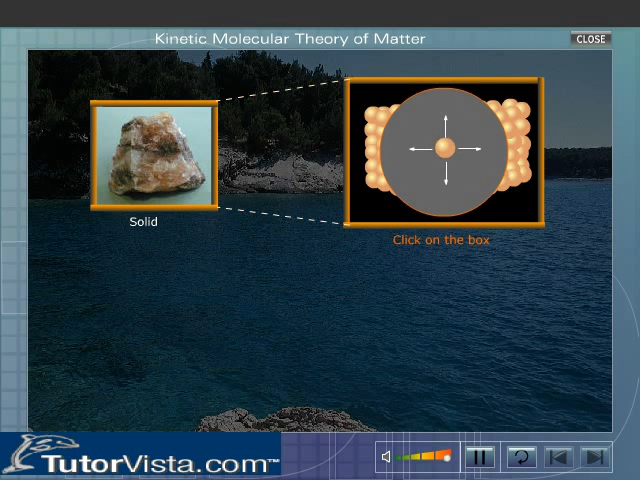 Kinetic Molecular Theory of Matter
CLOSE
Solid
Click on the box
TutorVista.com™